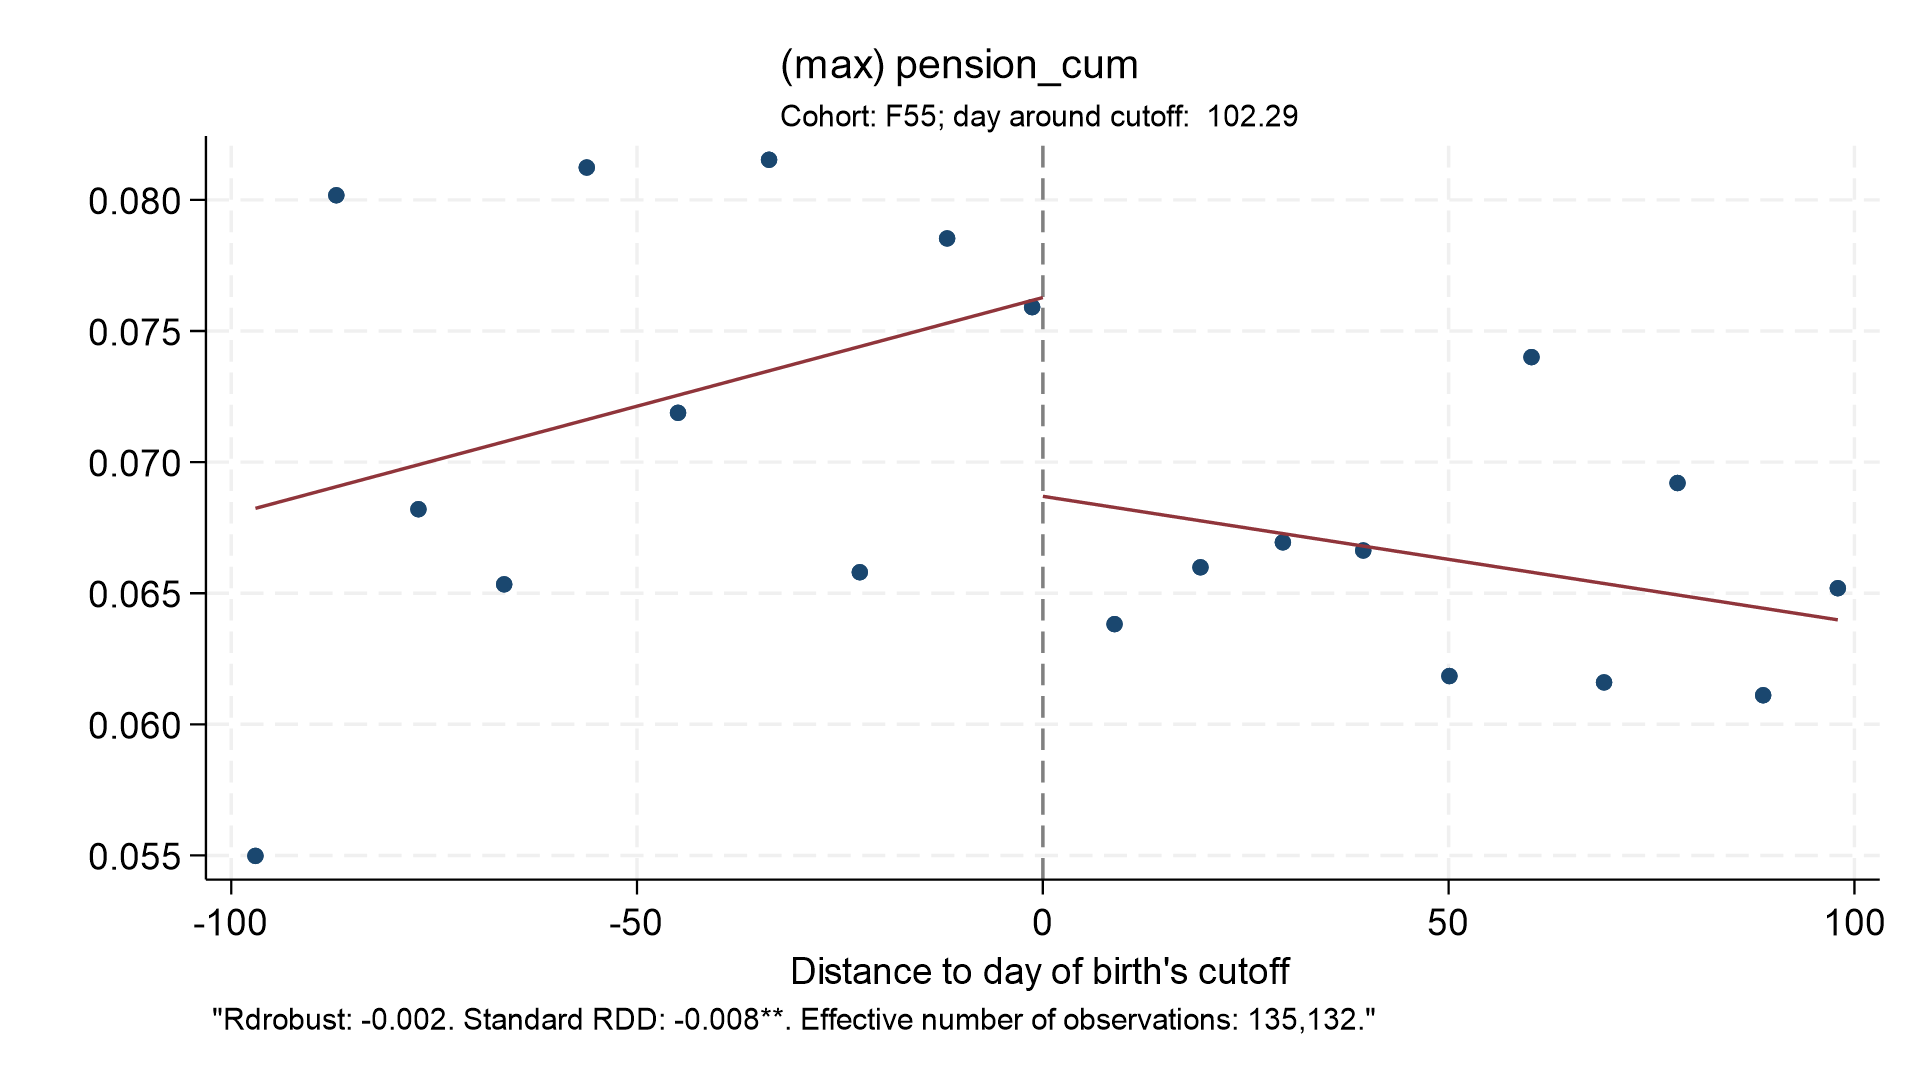 (max) pension_cum
Cohort: F55; day around cutoff:  102.29
0.080
0.075
0.070
0.065
0.060
0.055
-100
-50
0
50
100
Distance to day of birth's cutoff
"Rdrobust: -0.002. Standard RDD: -0.008**. Effective number of observations: 135,132."